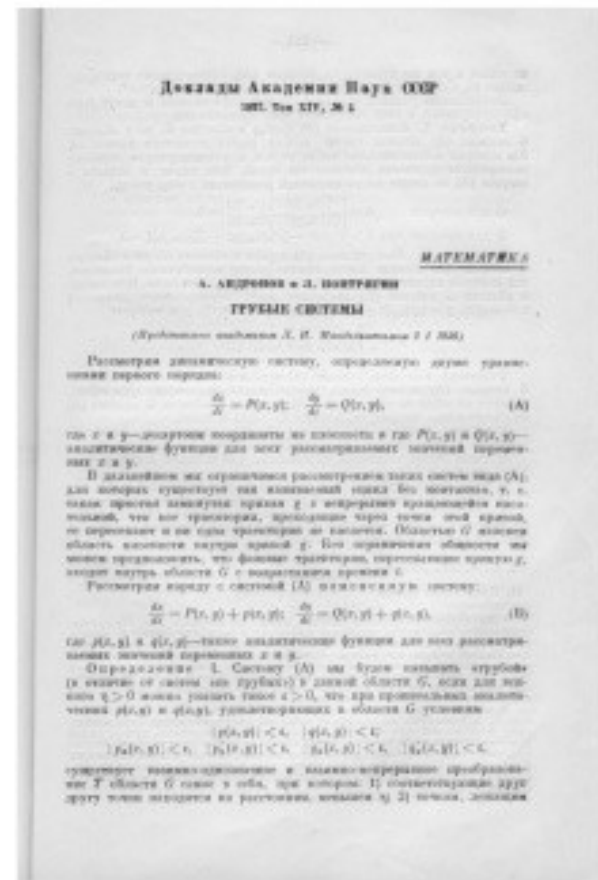 Доклады Академии Наук СССР
1937. Том XIV, № 5
МАТЕМАТИКА
А. АНДРОНОВ и Л. ПОНТРЯГИН
ГРУБЫЕ СИСТЕМЫ
(Представлено академиком Л. И. Мандельштамом)
Рассмотрим динамическую систему, определяемую двумя уравне-
ниями первого порядка:
dx/dt = P(x, y); dy/dt = Q(x, y), (A)
где x и y—декартовы координаты на плоскости и где P(x, y) и Q(x, y)—
аналитические функции для всех рассматриваемых значений перемен-
ных x и y.
В дальнейшем мы ограничимся рассмотрением таких систем вида (A),
для которых существует так называемый цикл без контакта, т. е.
такая простая замкнутая кривая g с непрерывно вращающейся каса-
тельной, что все траектории, проходящие через точки этой кривой,
ее пересекают и ни одна траектория не касается. Областью G назовем
область плоскости внутри кривой g. Без ограничения общности мы
можем предположить, что фазовые траектории, пересекающие кривую g,
входят внутрь области G с возрастанием времени t.
Рассмотрим наряду с системой (A) измененную систему:
dx/dt = P(x, y) + p(x, y); dy/dt = Q(x, y) + q(x, y), (B)
где p(x, y) и q(x, y)—также аналитические функции для всех рассматри-
ваемых значений переменных x и y.
Определение 1. Систему (A) мы будем называть «грубой»
(в отличие от систем «не грубых») в данной области G, если для вся-
кого η > 0 можно указать такое ε > 0, что при произвольных аналити-
ческих p(x, y) и q(x, y), удовлетворяющих в области G условиям
|p(x, y)| < ε, |q(x, y)| < ε;
|p'x(x, y)| < ε, |p'y(x, y)| < ε, |q'x(x, y)| < ε, |q'y(x, y)| < ε,
существует взаимно-однозначное и взаимно-непрерывное преобразова-
ние T области G самое в себя, при котором: 1) соответствующие друг
другу точки находятся на расстоянии, меньшем η; 2) точкам, лежащим